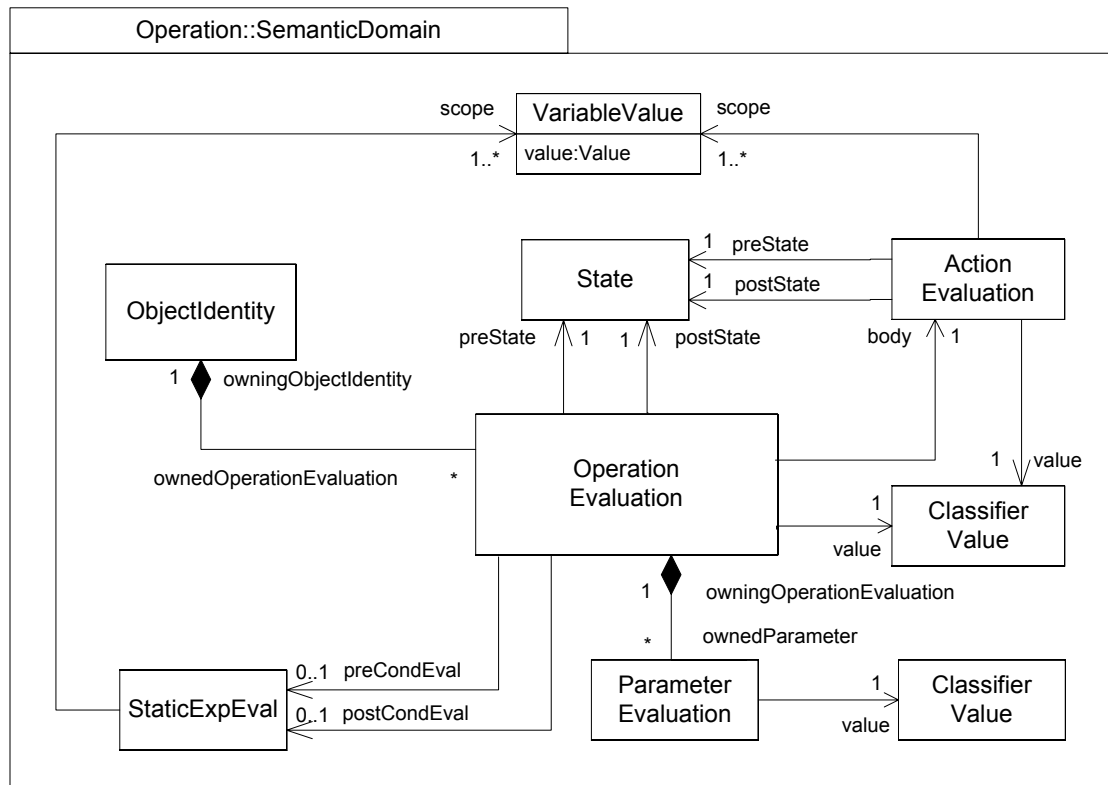 Operation::SemanticDomain
scope
VariableValue
scope
1..*
value:Value
1..*
State
1
preState
1
postState
Action
Evaluation
ObjectIdentity
preState
1
1
postState
body
1
1
owningObjectIdentity
ownedOperationEvaluation
*
Operation
Evaluation
1
value
1
value
Classifier
Value
1
owningOperationEvaluation
*
ownedParameter
0..1
preCondEval
StaticExpEval
0..1
postCondEval
Parameter
Evaluation
1
value
Classifier
Value